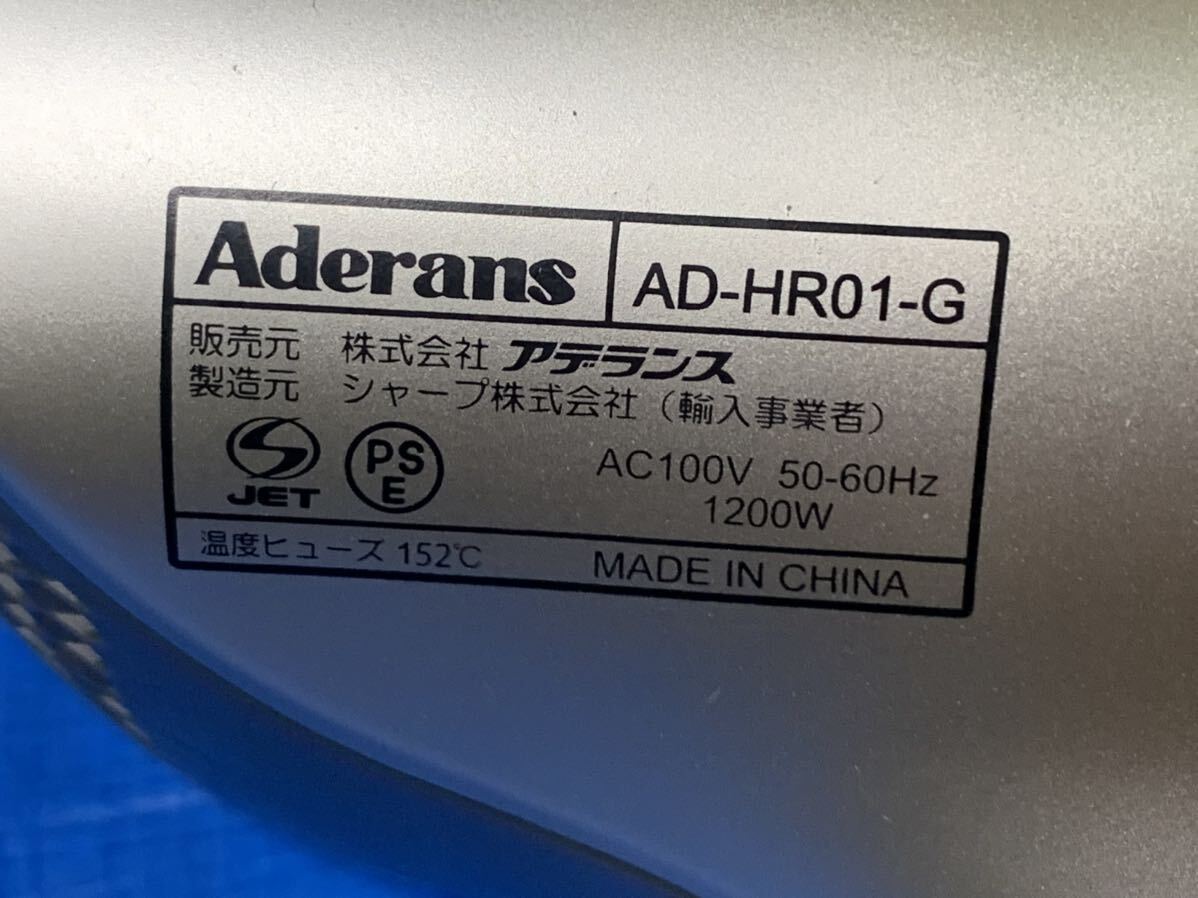 Aderans AD-HR01-G
販売元 株式会社 アデランス
製造元 シャープ株式会社（輸入事業者）
JET PS E AC100V 50-60Hz
1200W
温度ヒューズ 152℃ MADE IN CHINA